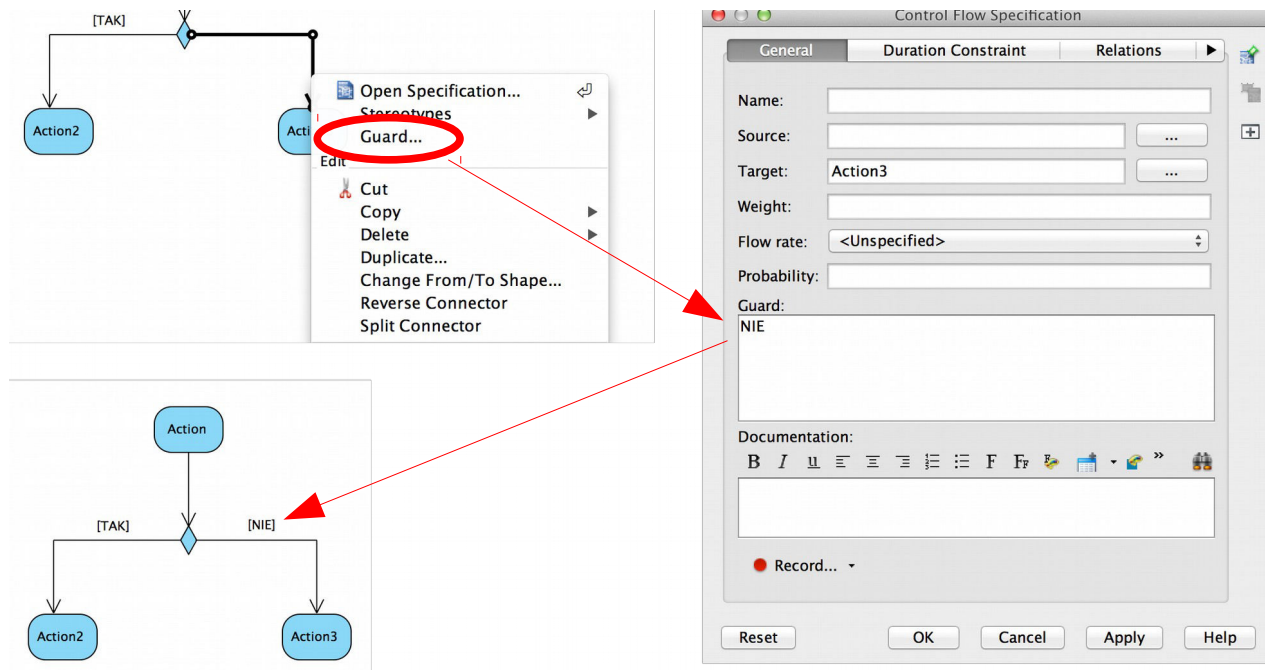 [TAK]
Action2
Acti
Open Specification...
Stereotypes
Guard...
Edit
Cut
Copy
Delete
Duplicate...
Change From/To Shape...
Reverse Connector
Split Connector
Control Flow Specification
General Duration Constraint Relations
Name:
Source: ...
Target: Action3 ...
Weight:
Flow rate: <Unspecified>
Probability:
Guard:
NIE
Documentation:
B I u F FF »
Record...
Reset OK Cancel Apply Help
Action
[TAK] [NIE]
Action2 Action3